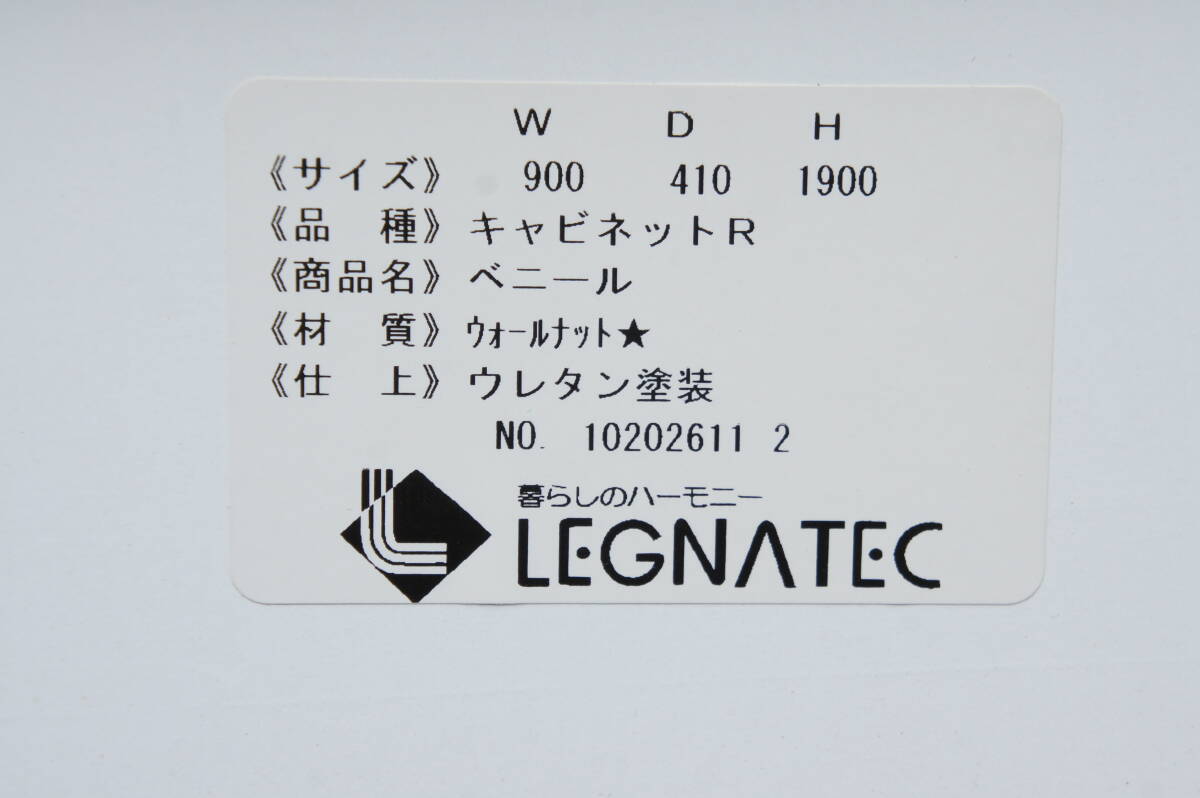 W D H
《サイズ》 900 410 1900
《品　種》 キャビネットR
《商品名》 ベニール
《材　質》 ｳｫｰﾙﾅｯﾄ★
《仕　上》 ウレタン塗装
NO. 10202611 2
暮らしのハーモニー
LEGNATEC